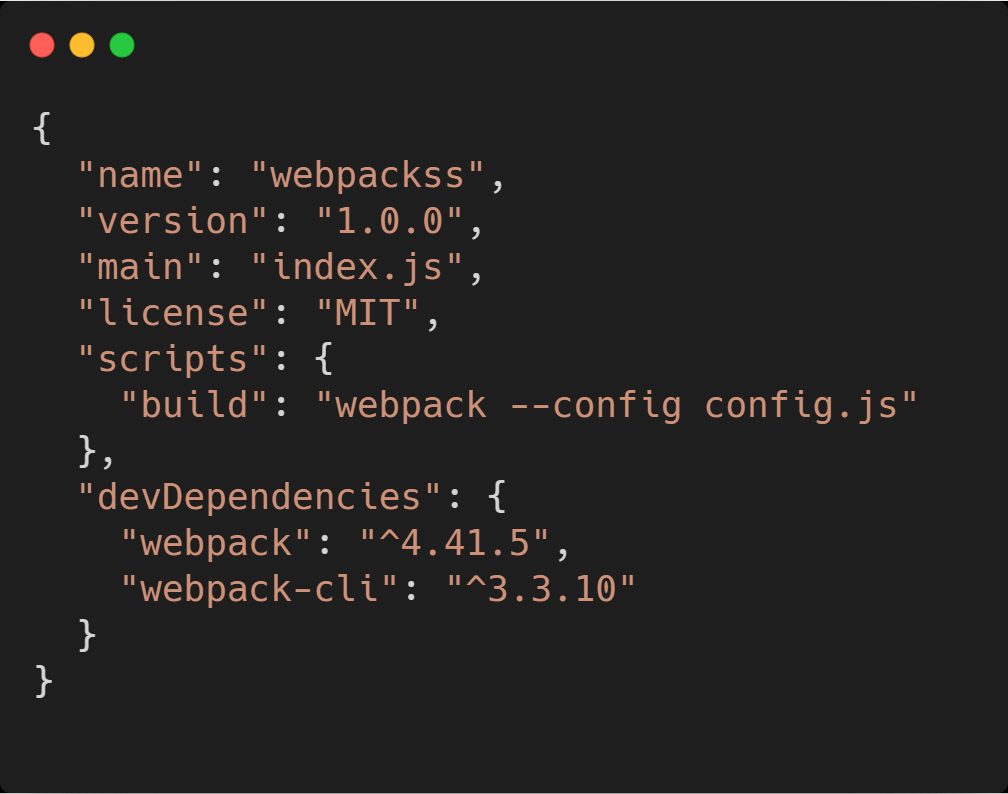 {
  "name": "webpackss",
  "version": "1.0.0",
  "main": "index.js",
  "license": "MIT",
  "scripts": {
    "build": "webpack --config config.js"
  },
  "devDependencies": {
    "webpack": "^4.41.5",
    "webpack-cli": "^3.3.10"
  }
}